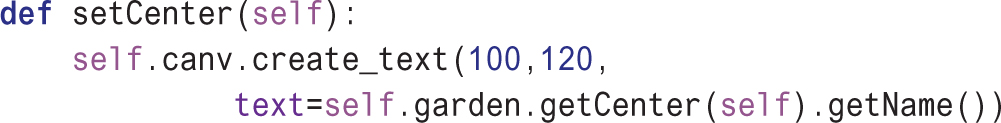 def setCenter(self):
    self.canv.create_text(100,120,
            text=self.garden.getCenter(self).getName())